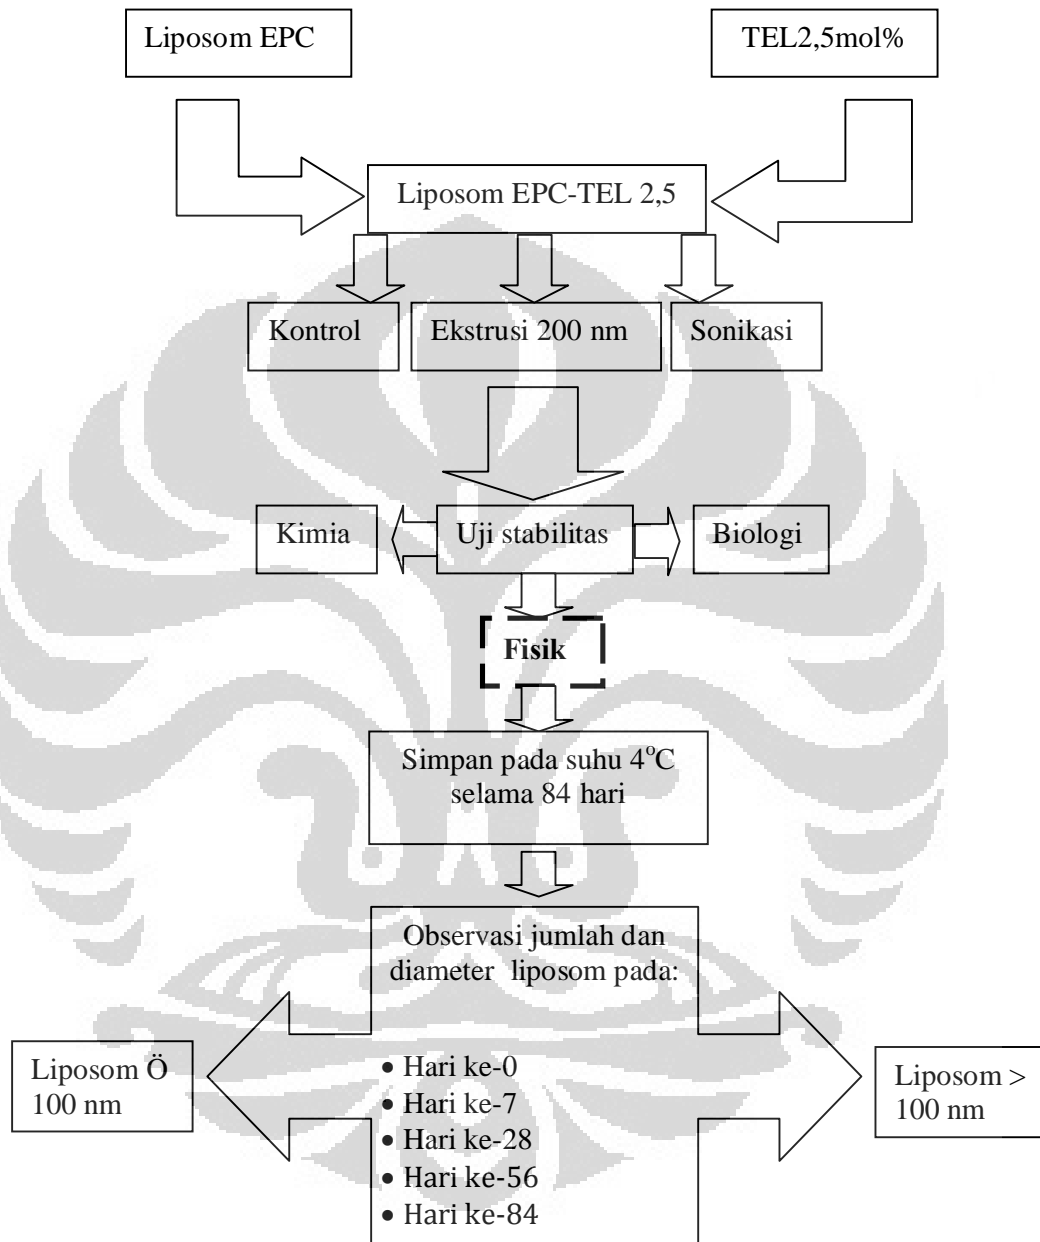 Liposom EPC
TEL2,5mol%
Liposom EPC-TEL 2,5
Kontrol
Ekstrusi 200 nm
Sonikasi
Kimia
Uji stabilitas
Biologi
Fisik
Simpan pada suhu 4°C
selama 84 hari
Observasi jumlah dan
diameter liposom pada:
• Hari ke-0
• Hari ke-7
• Hari ke-28
• Hari ke-56
• Hari ke-84
Liposom Ö
100 nm
Liposom >
100 nm